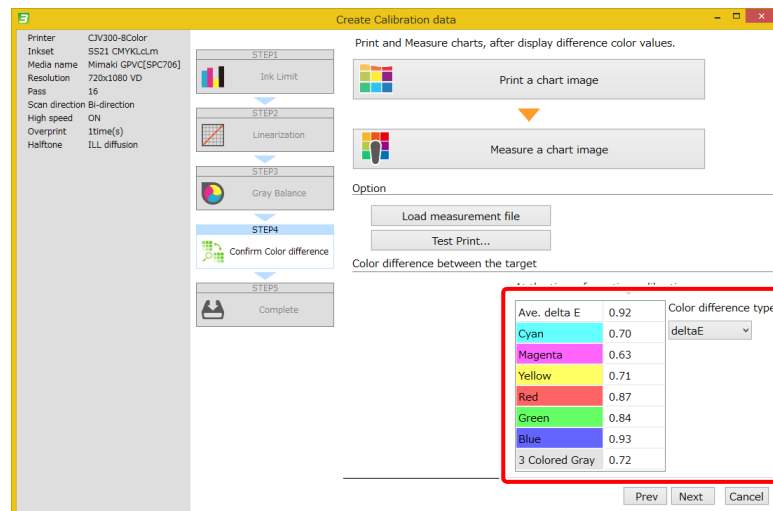 Create Calibration data
Printer CJV300-8Color
Inkset SS21 CMYKLcLm
Media name Mimaki GPVC[SPC706]
Resolution 720x1080 VD
Pass 16
Scan direction Bi-direction
High speed ON
Overprint 1time(s)
Halftone ILL diffusion
STEP1
Ink Limit
STEP2
Linearization
STEP3
Gray Balance
STEP4
Confirm Color difference
STEP5
Complete
Print and Measure charts, after display difference color values.
Print a chart image
Measure a chart image
Option
Load measurement file
Test Print...
Color difference between the target
Ave. delta E 0.92
Cyan 0.70
Magenta 0.63
Yellow 0.71
Red 0.87
Green 0.84
Blue 0.93
3 Colored Gray 0.72
Color difference type
deltaE
Prev Next Cancel